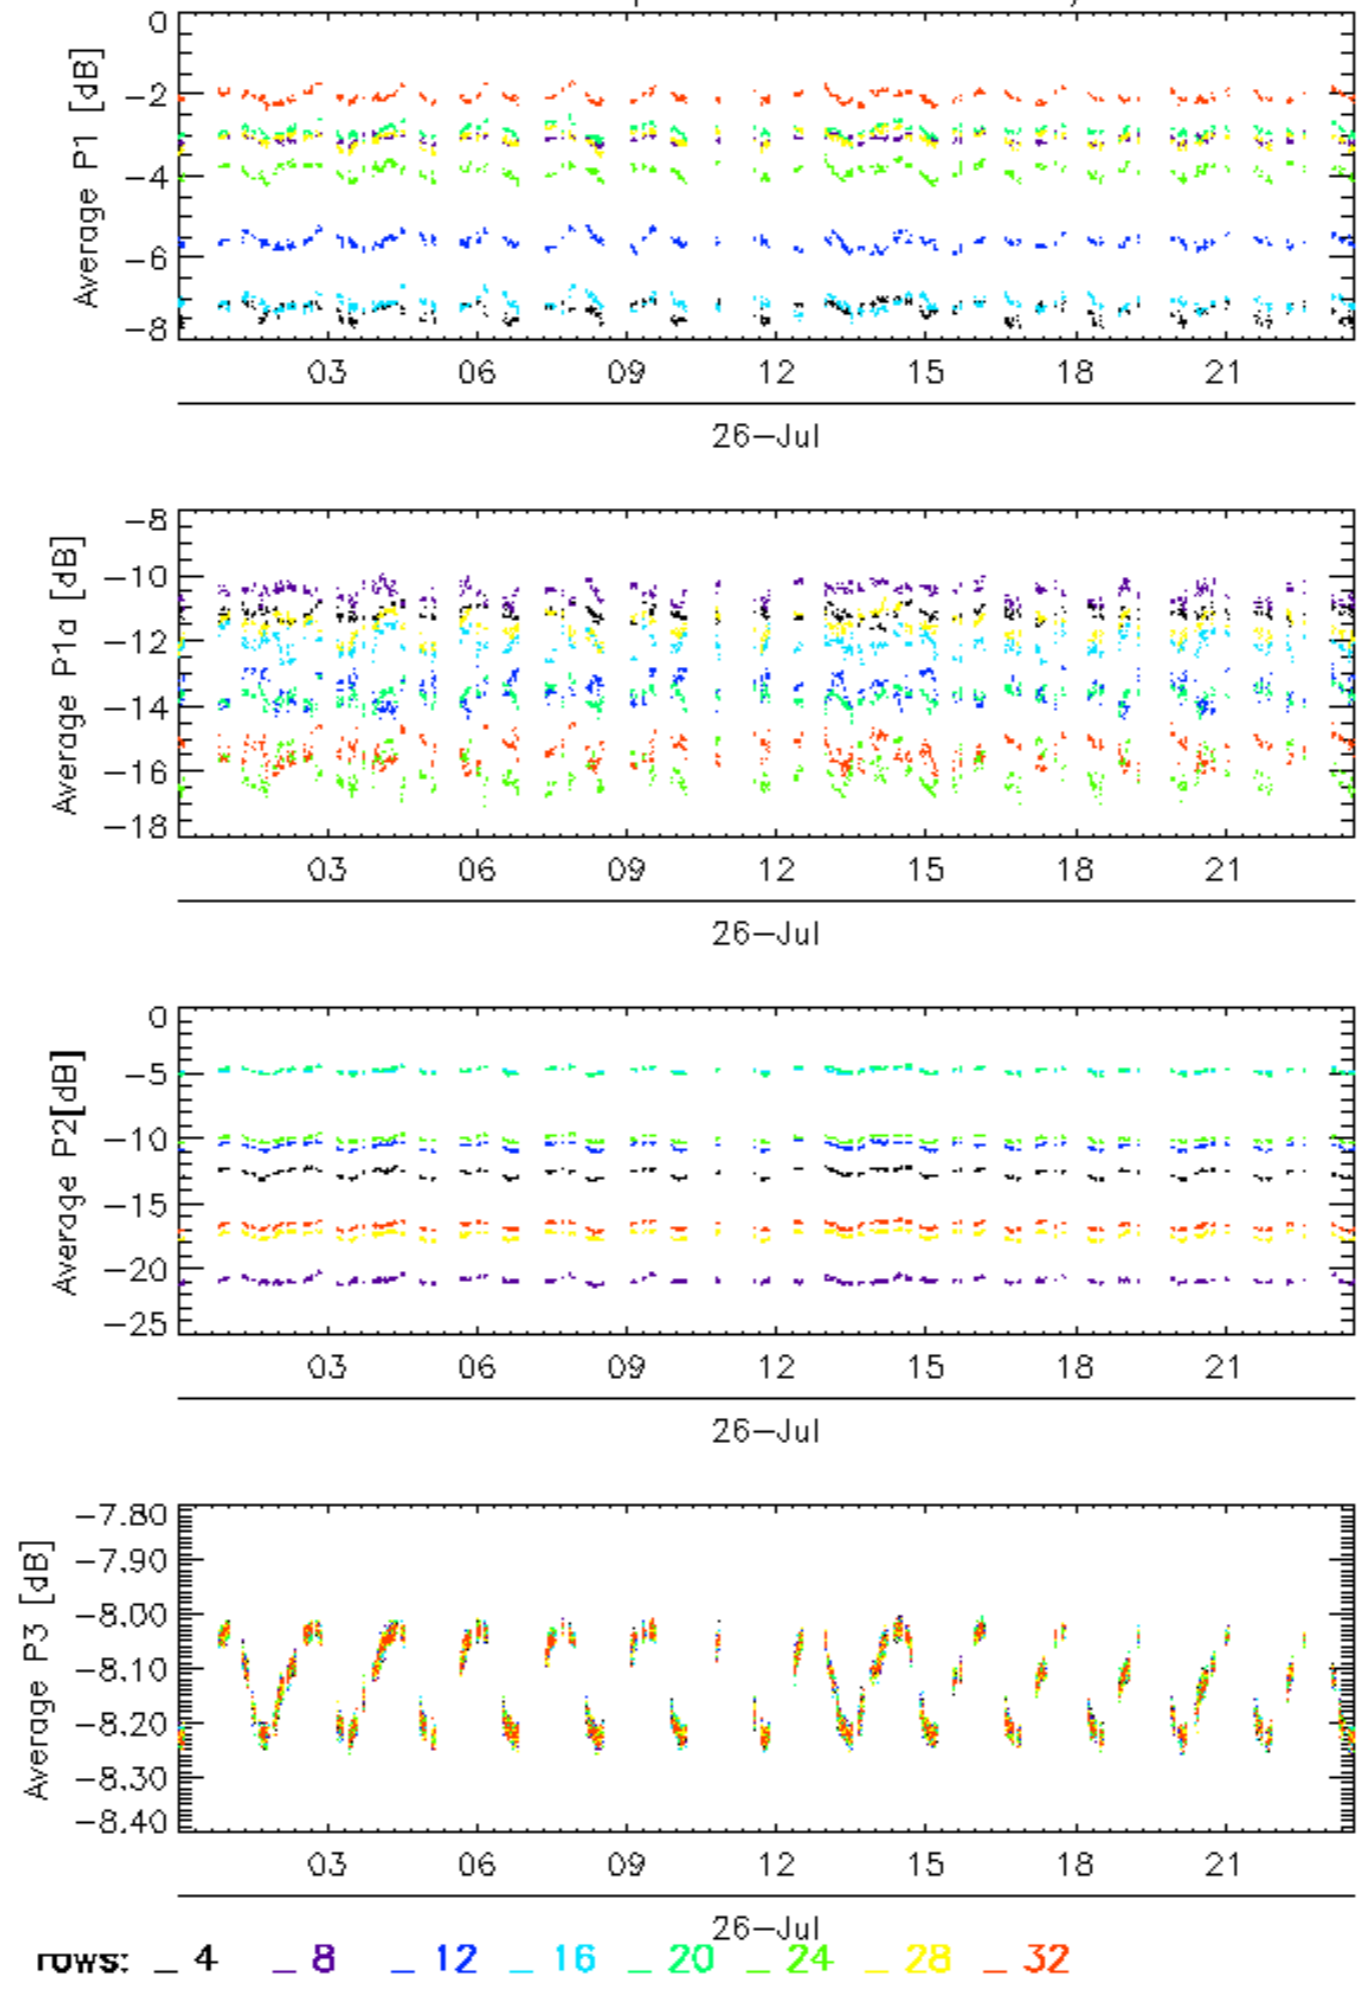 0
-2
-4
-6
-8
Average P1 [dB]
03 06 09 12 15 18 21
26-Jul
-8
-10
-12
-14
-16
-18
Average P1a [dB]
03 06 09 12 15 18 21
26-Jul
0
-5
-10
-15
-20
-25
Average P2[dB]
03 06 09 12 15 18 21
26-Jul
-7.80
-7.90
-8.00
-8.10
-8.20
-8.30
-8.40
Average P3 [dB]
03 06 09 12 15 18 21
26-Jul
rows: _ 4 _ 8 _ 12 _ 16 _ 20 _ 24 _ 28 _ 32